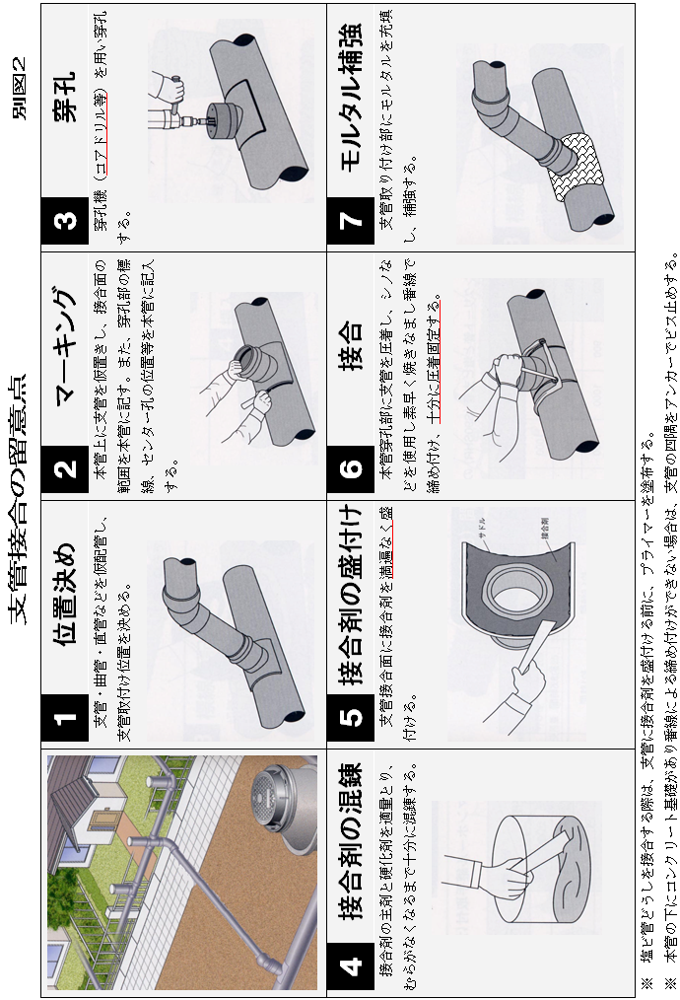 別図2
支管接合の留意点
1 位置決め
支管・曲管・直管などを仮配管し、
支管取付け位置を決める。
2 マーキング
本管上に支管を仮置きし、接合面の
範囲を本管に記す。また、穿孔部の標
線、センター孔の位置等を本管に記入
する。
3 穿孔
穿孔機（コアドリル等）を用い穿孔
する。
4 接合剤の混錬
接合剤の主剤と硬化剤を適量とり、
むらがなくなるまで十分に混錬する。
5 接合剤の盛付け
支管接合面に接合剤を満遍なく盛
付ける。
サドル
接合剤
6 接合
本管穿孔部に支管を圧着し、シノな
どを使用し素早く焼きなまし番線で
締め付け、十分に圧着固定する。
7 モルタル補強
支管取り付け部にモルタルを充填
し、補強する。
※ 塩ビ管どうしを接合する際は、支管に接合剤を盛付ける前に、プライマーを塗布する。
※ 本管の下にコンクリート基礎があり番線による締め付けができない場合は、支管の四隅をアンカーでビス止めする。